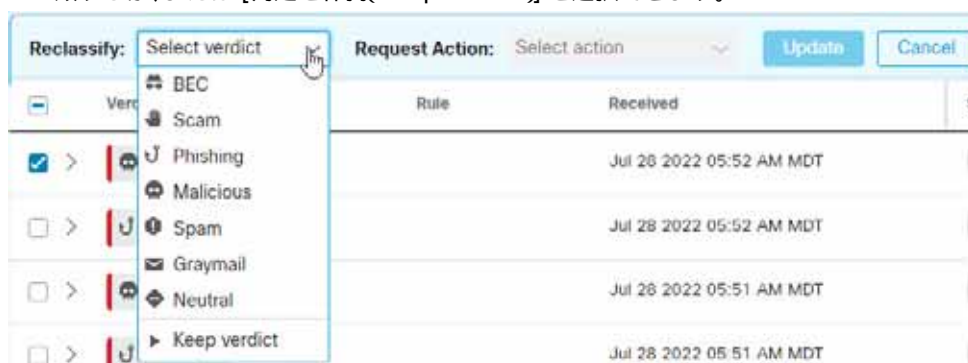 Reclassify: Select verdict Request Action: Select action Update Cancel
Rule Received
BEC
Scam
Phishing
Malicious
Spam
Graymail
Neutral
Keep verdict
Jul 28 2022 05:52 AM MDT
Jul 28 2022 05:52 AM MDT
Jul 28 2022 05:51 AM MDT
Jul 28 2022 05:51 AM MDT